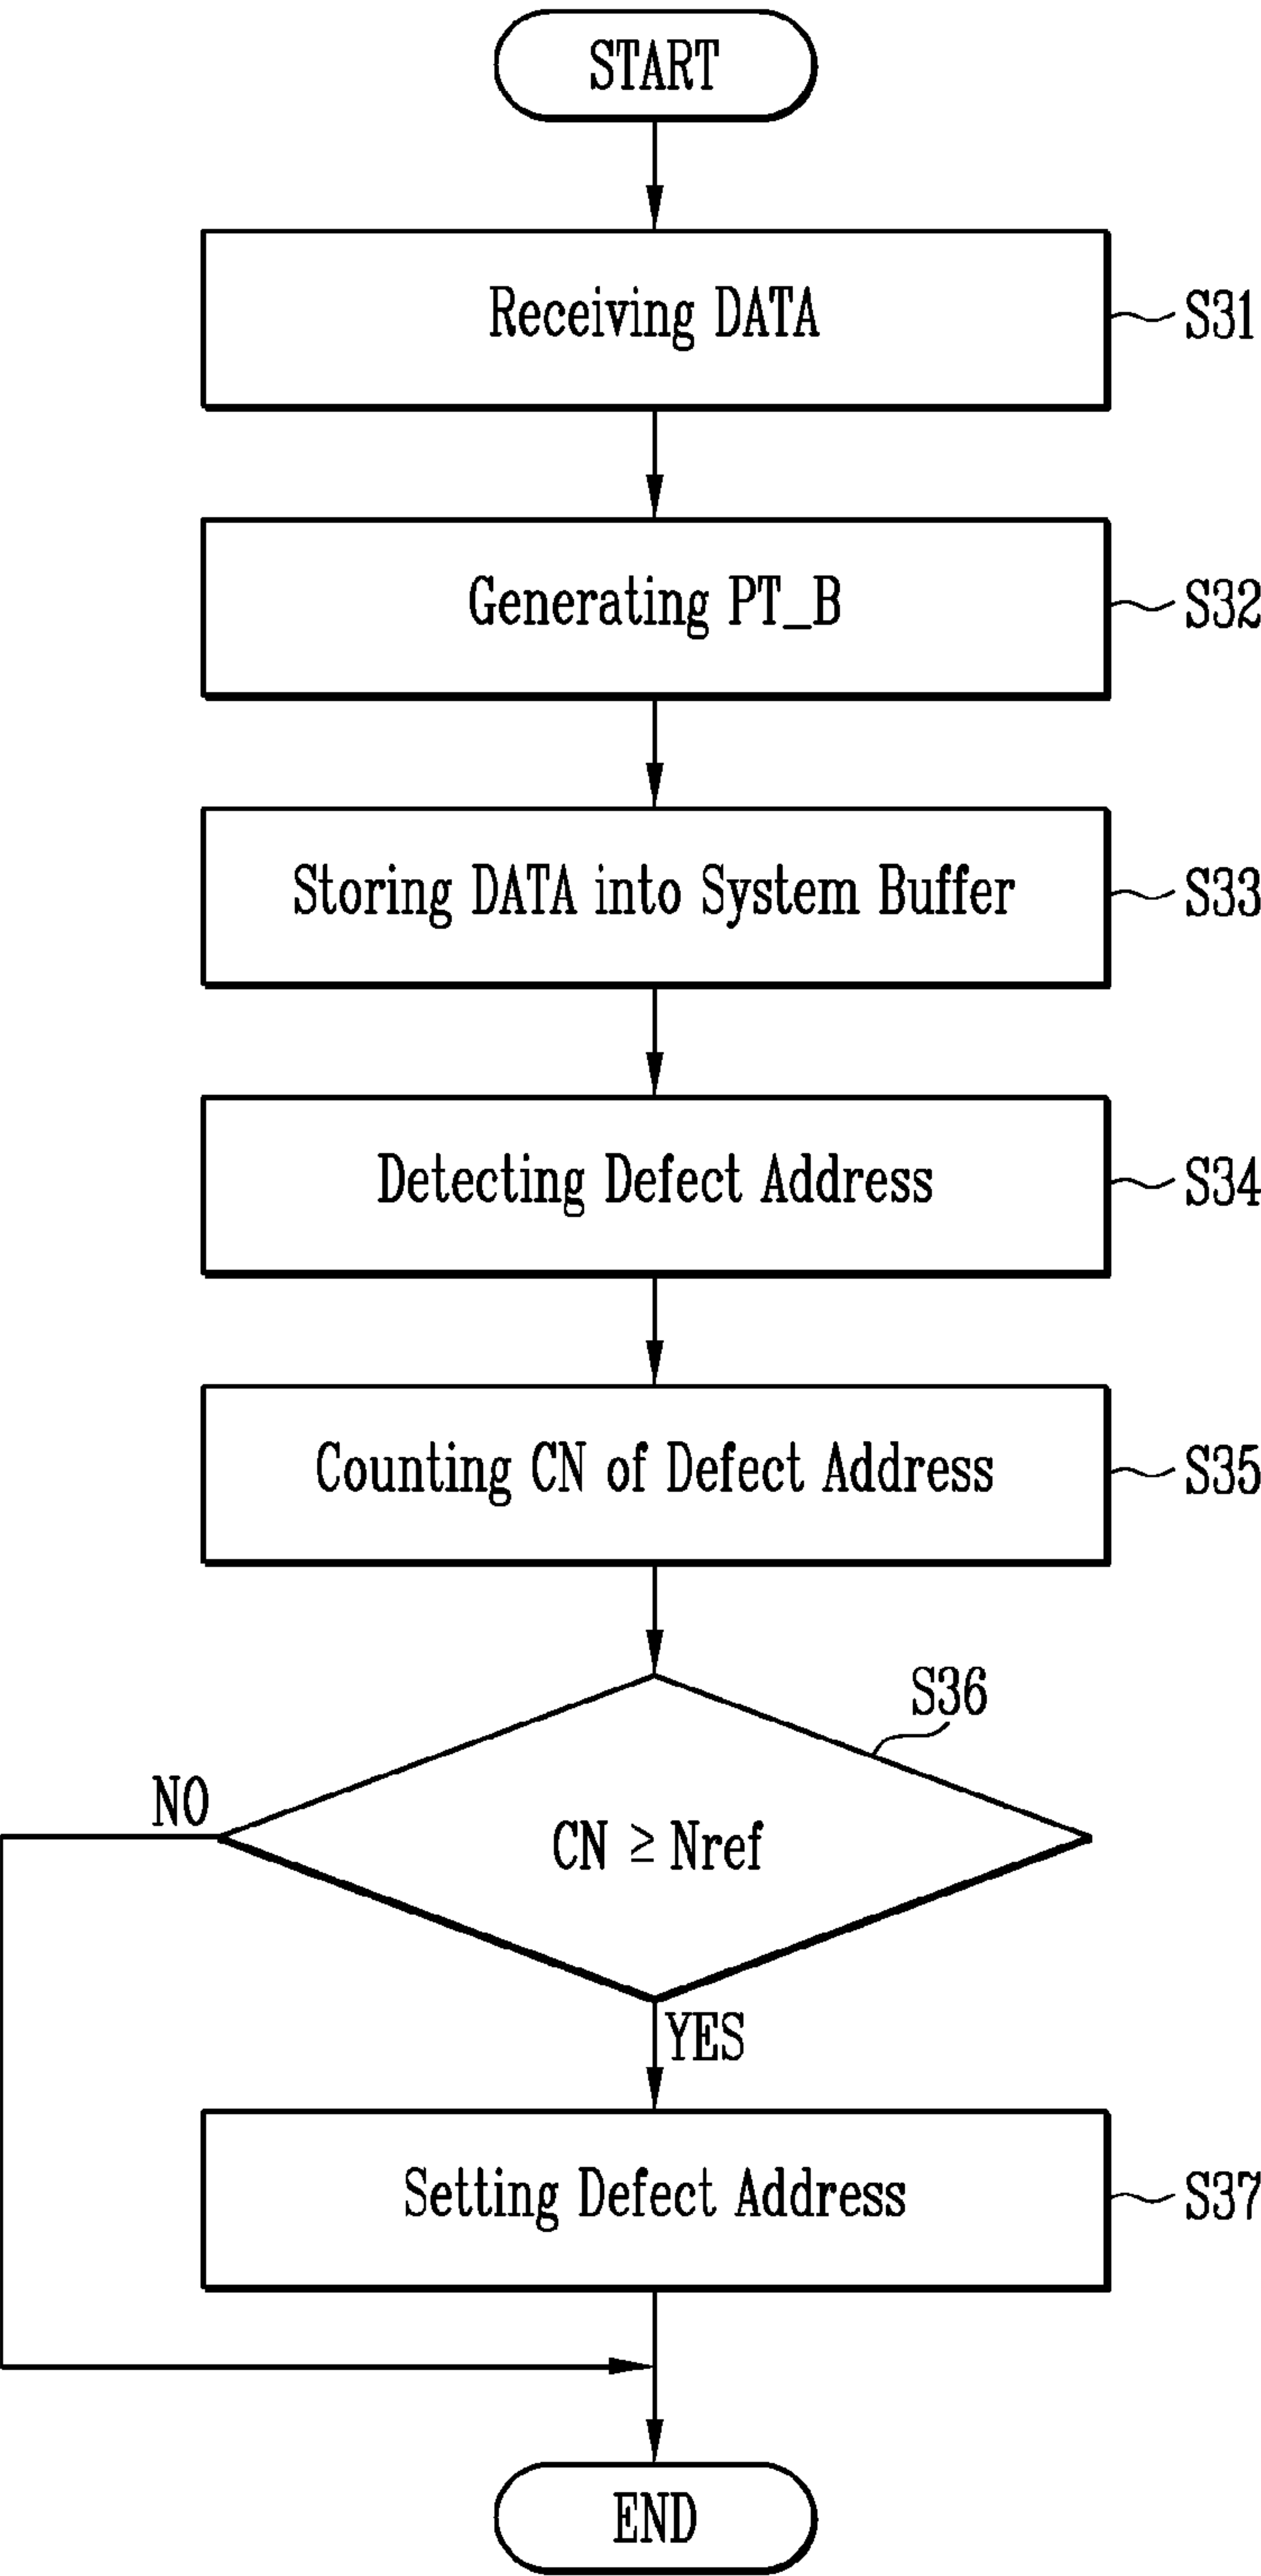 START
Receiving DATA
S31
Generating PT_B
S32
Storing DATA into System Buffer
S33
Detecting Defect Address
S34
Counting CN of Defect Address
S35
S36
NO
CN ≥ Nref
YES
Setting Defect Address
S37
END